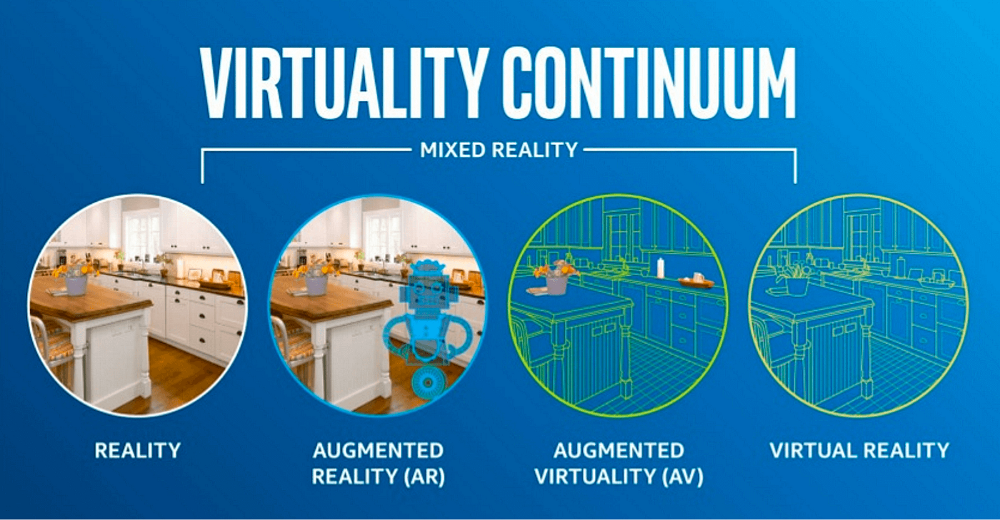 VIRTUALITY CONTINUUM
MIXED REALITY
REALITY
AUGMENTED
REALITY (AR)
AUGMENTED
VIRTUALITY (AV)
VIRTUAL REALITY